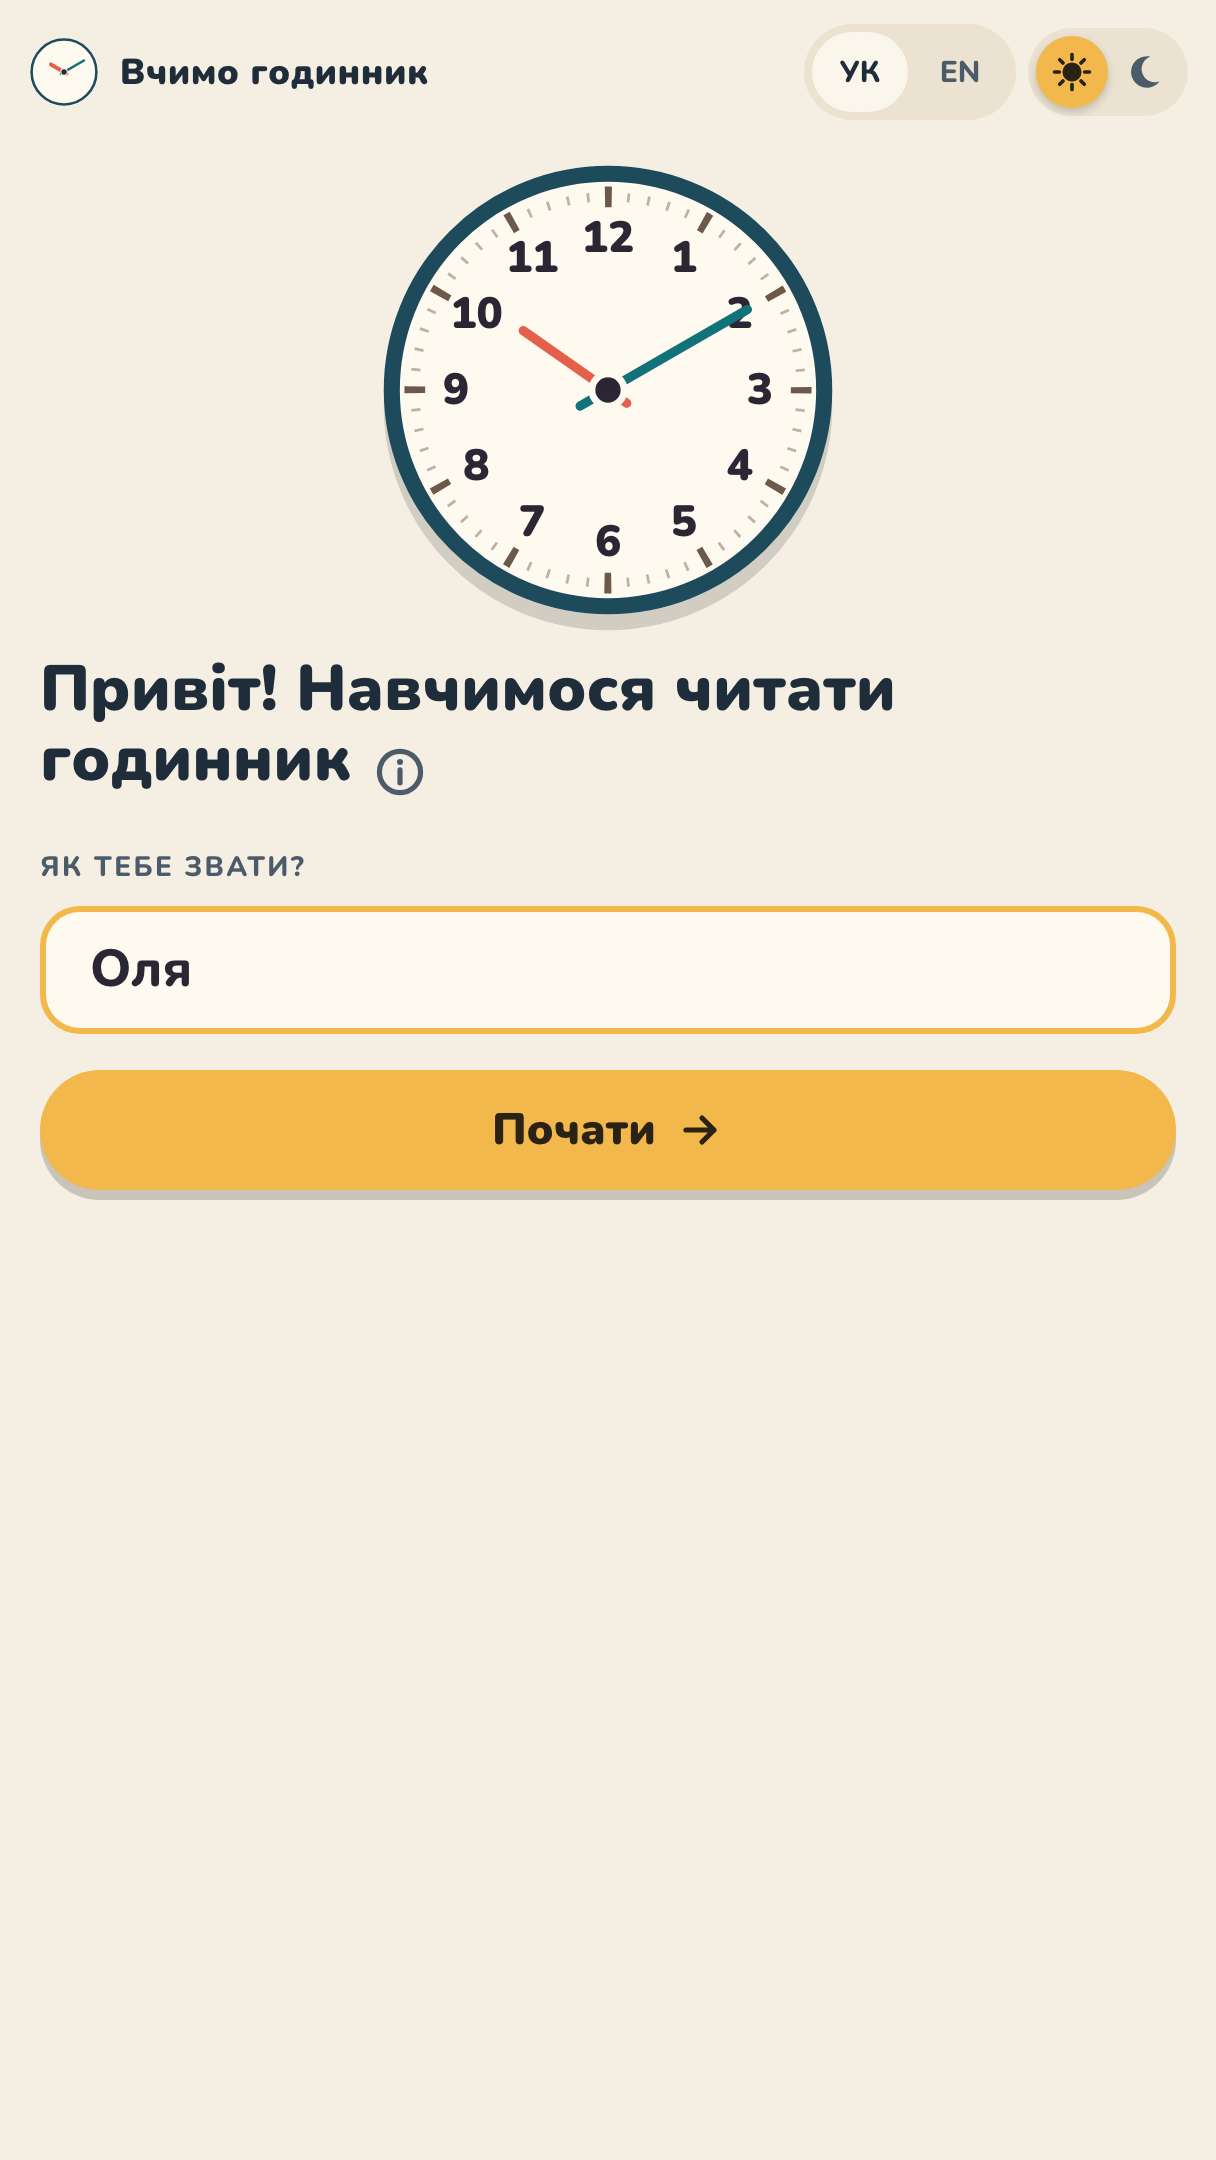 Вчимо годинник
УК EN
12
11 1
10 2
9 3
8 4
7 5
6
Привіт! Навчимося читати
годинник
ЯК ТЕБЕ ЗВАТИ?
Оля
Почати →